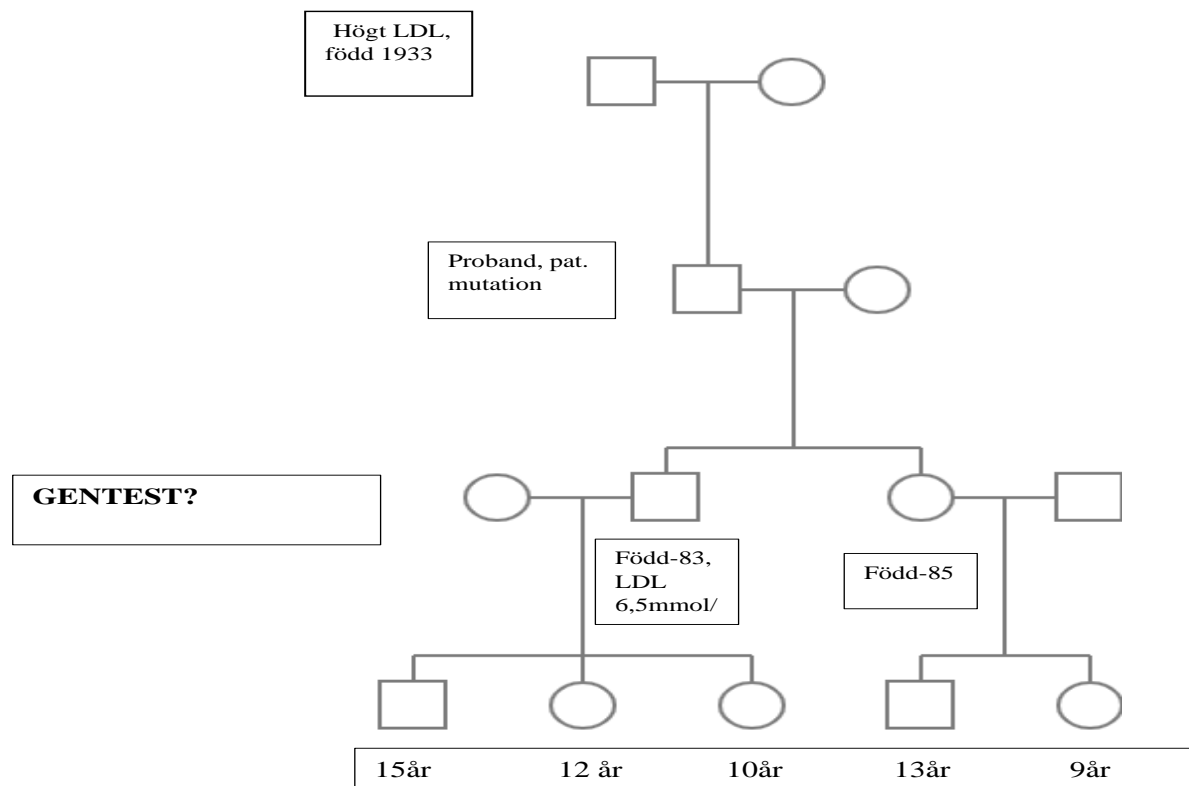 Högt LDL,
född 1933
Proband, pat.
mutation
GENTEST?
Född-83,
LDL
6,5mmol/
Född-85
15år 12 år 10år 13år 9år